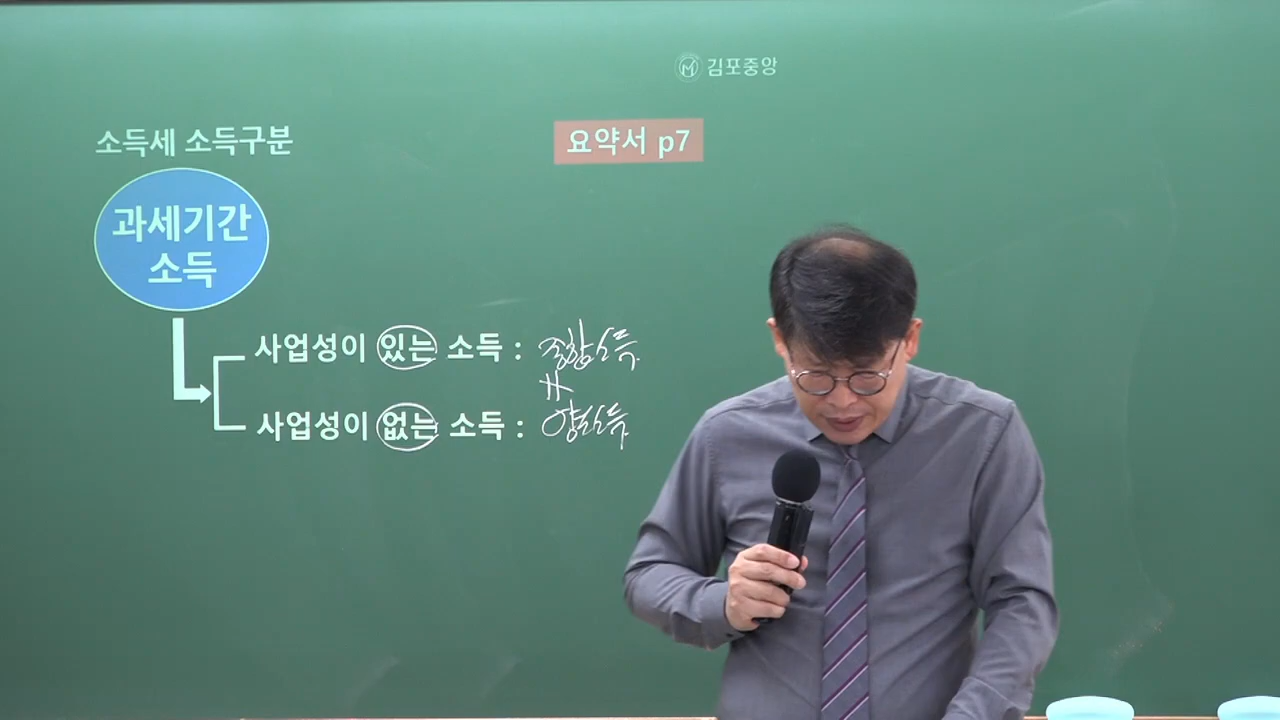 김포중앙
소득세 소득구분
요약서 p7
과세기간
소득
사업성이 있는 소득 : 종합소득
사업성이 없는 소득 : 양도소득